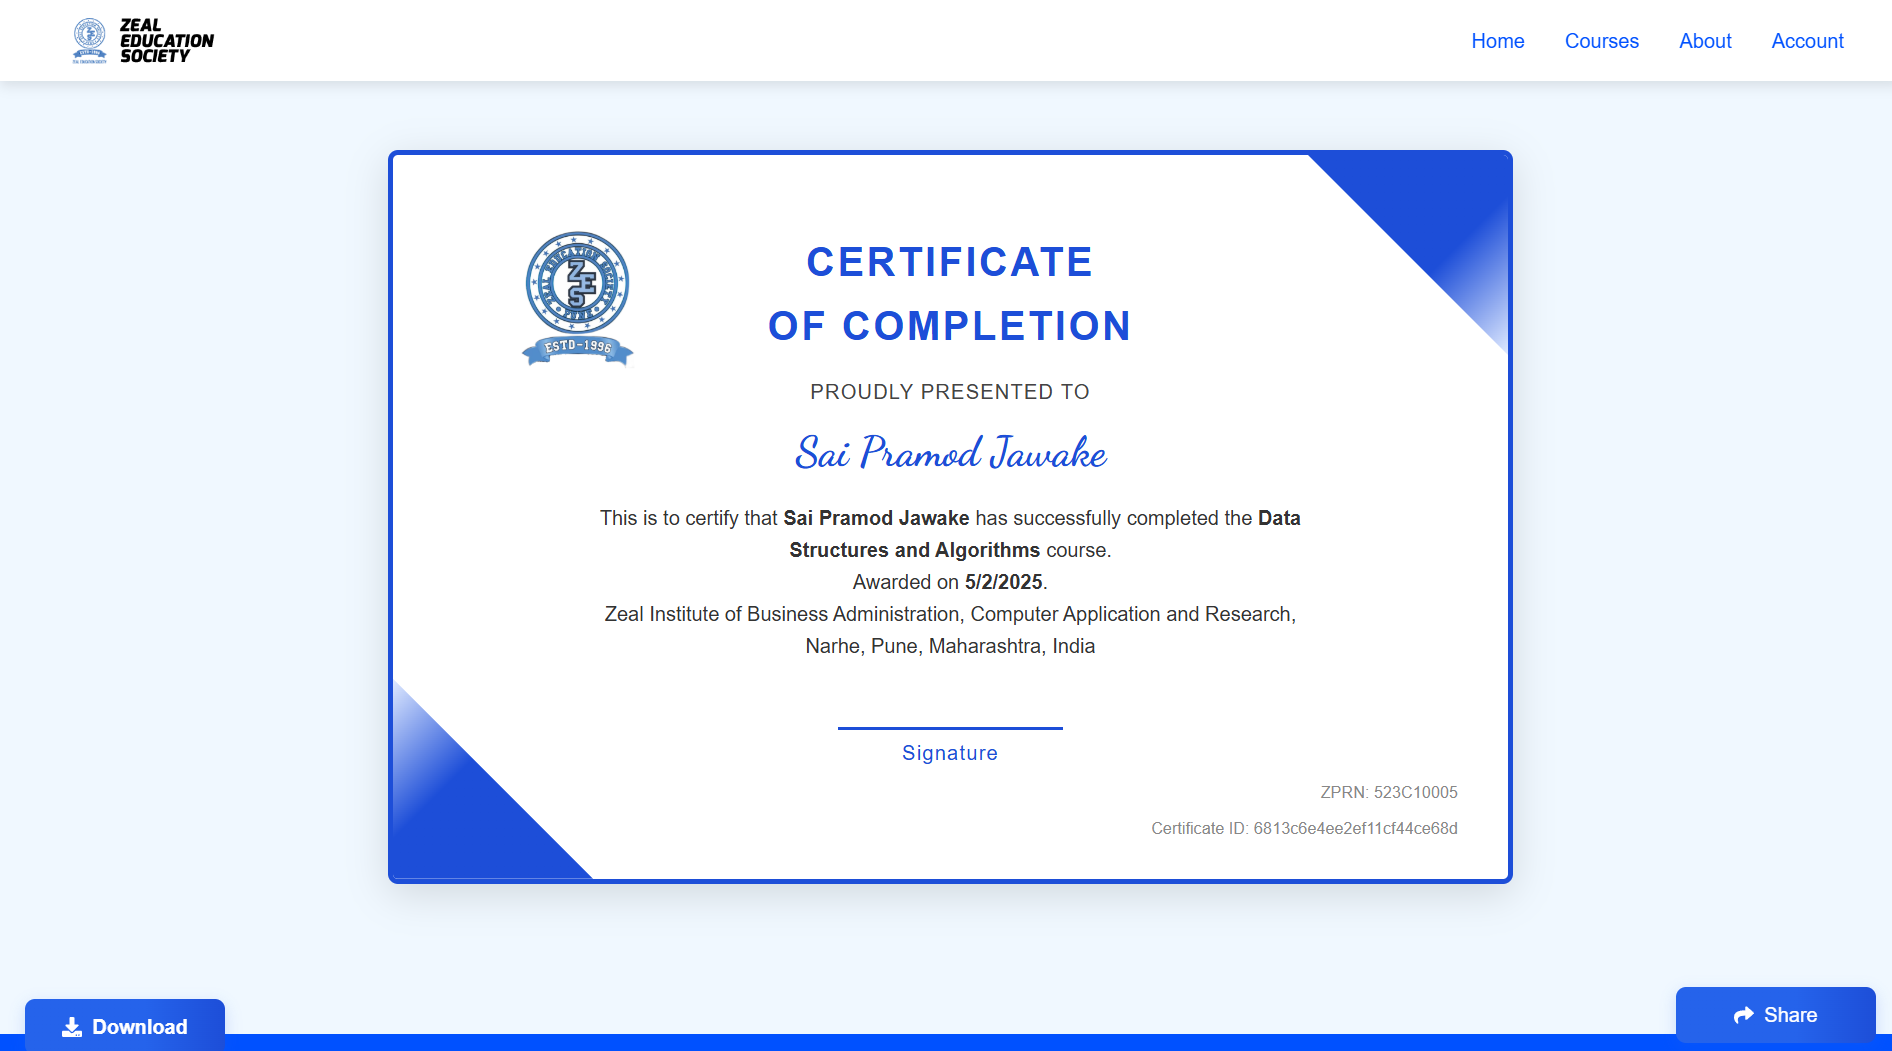 ZEAL
EDUCATION
SOCIETY
Home Courses About Account
ZEAL EDUCATION SOCIETY
PUNE
ZES
ESTD-1996
CERTIFICATE
OF COMPLETION
PROUDLY PRESENTED TO
Sai Pramod Jawake
This is to certify that Sai Pramod Jawake has successfully completed the Data
Structures and Algorithms course.
Awarded on 5/2/2025.
Zeal Institute of Business Administration, Computer Application and Research,
Narhe, Pune, Maharashtra, India
Signature
ZPRN: 523C10005
Certificate ID: 6813c6e4ee2ef11cf44ce68d
Download
Share